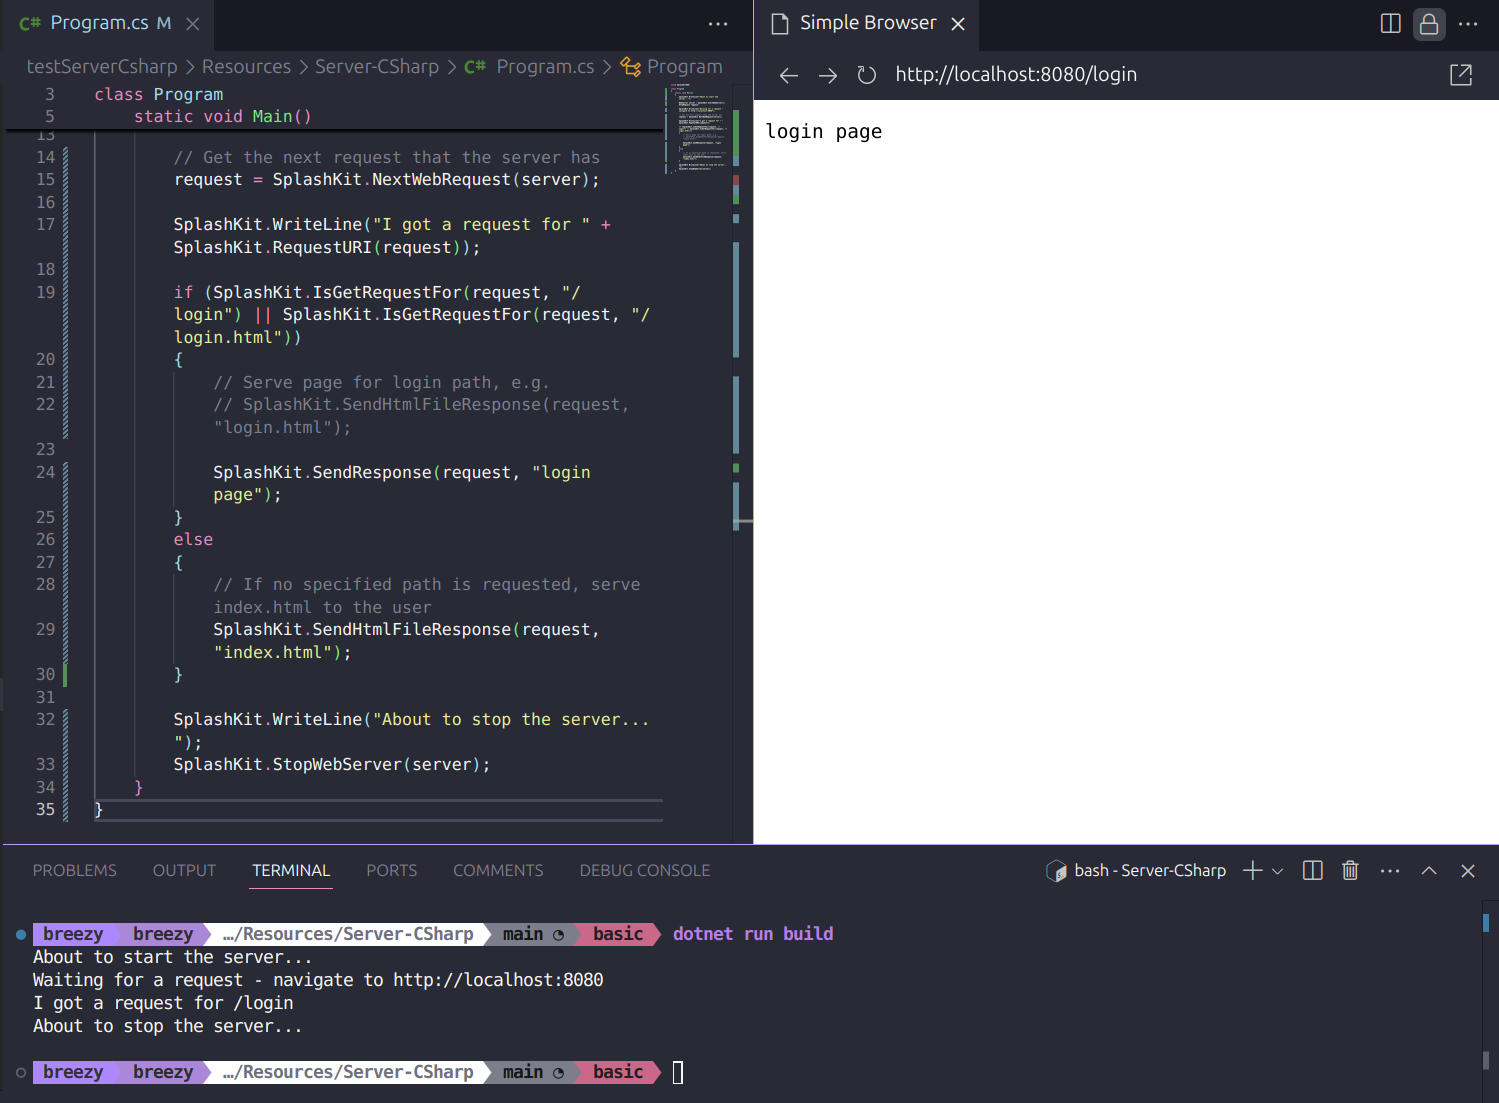 Program.cs M
testServerCsharp > Resources > Server-CSharp > Program.cs > Program
3 class Program
5 static void Main()
13
14 // Get the next request that the server has
15 request = SplashKit.NextWebRequest(server);
16
17 SplashKit.WriteLine("I got a request for " +
SplashKit.RequestURI(request));
18
19 if (SplashKit.IsGetRequestFor(request, "/
login") || SplashKit.IsGetRequestFor(request, "/
login.html"))
20 {
21 // Serve page for login path, e.g.
22 // SplashKit.SendHtmlFileResponse(request,
"login.html");
23
24 SplashKit.SendResponse(request, "login
page");
25 }
26 else
27 {
28 // If no specified path is requested, serve
index.html to the user
29 SplashKit.SendHtmlFileResponse(request,
"index.html");
30 }
31
32 SplashKit.WriteLine("About to stop the server...
");
33 SplashKit.StopWebServer(server);
34 }
35 }
Simple Browser
http://localhost:8080/login
login page
PROBLEMS OUTPUT TERMINAL PORTS COMMENTS DEBUG CONSOLE
bash - Server-CSharp
breezy breezy …/Resources/Server-CSharp main basic dotnet run build
About to start the server...
Waiting for a request - navigate to http://localhost:8080
I got a request for /login
About to stop the server...
breezy breezy …/Resources/Server-CSharp main basic